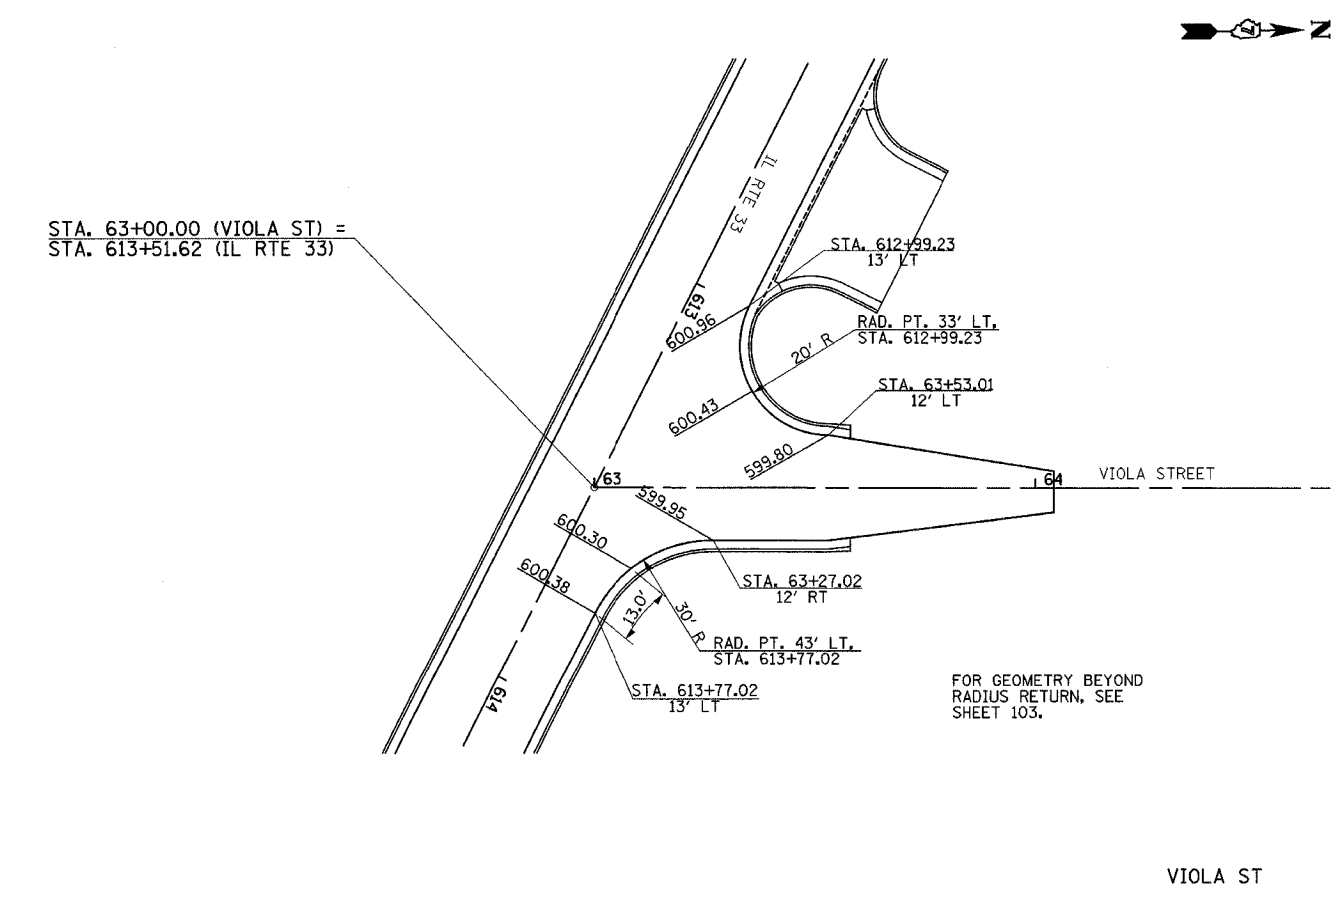 N
IL RTE 33
STA. 63+00.00 (VIOLA ST) =
STA. 613+51.62 (IL RTE 33)
STA. 612+99.23
13' LT
613
600.96
RAD. PT. 33' LT,
STA. 612+99.23
20' R
STA. 63+53.01
12' LT
600.43
599.80
63
64
VIOLA STREET
599.95
600.30
600.38
STA. 63+27.02
12' RT
13.0'
30' R
RAD. PT. 43' LT,
STA. 613+77.02
614
STA. 613+77.02
13' LT
FOR GEOMETRY BEYOND
RADIUS RETURN, SEE
SHEET 103.
VIOLA ST